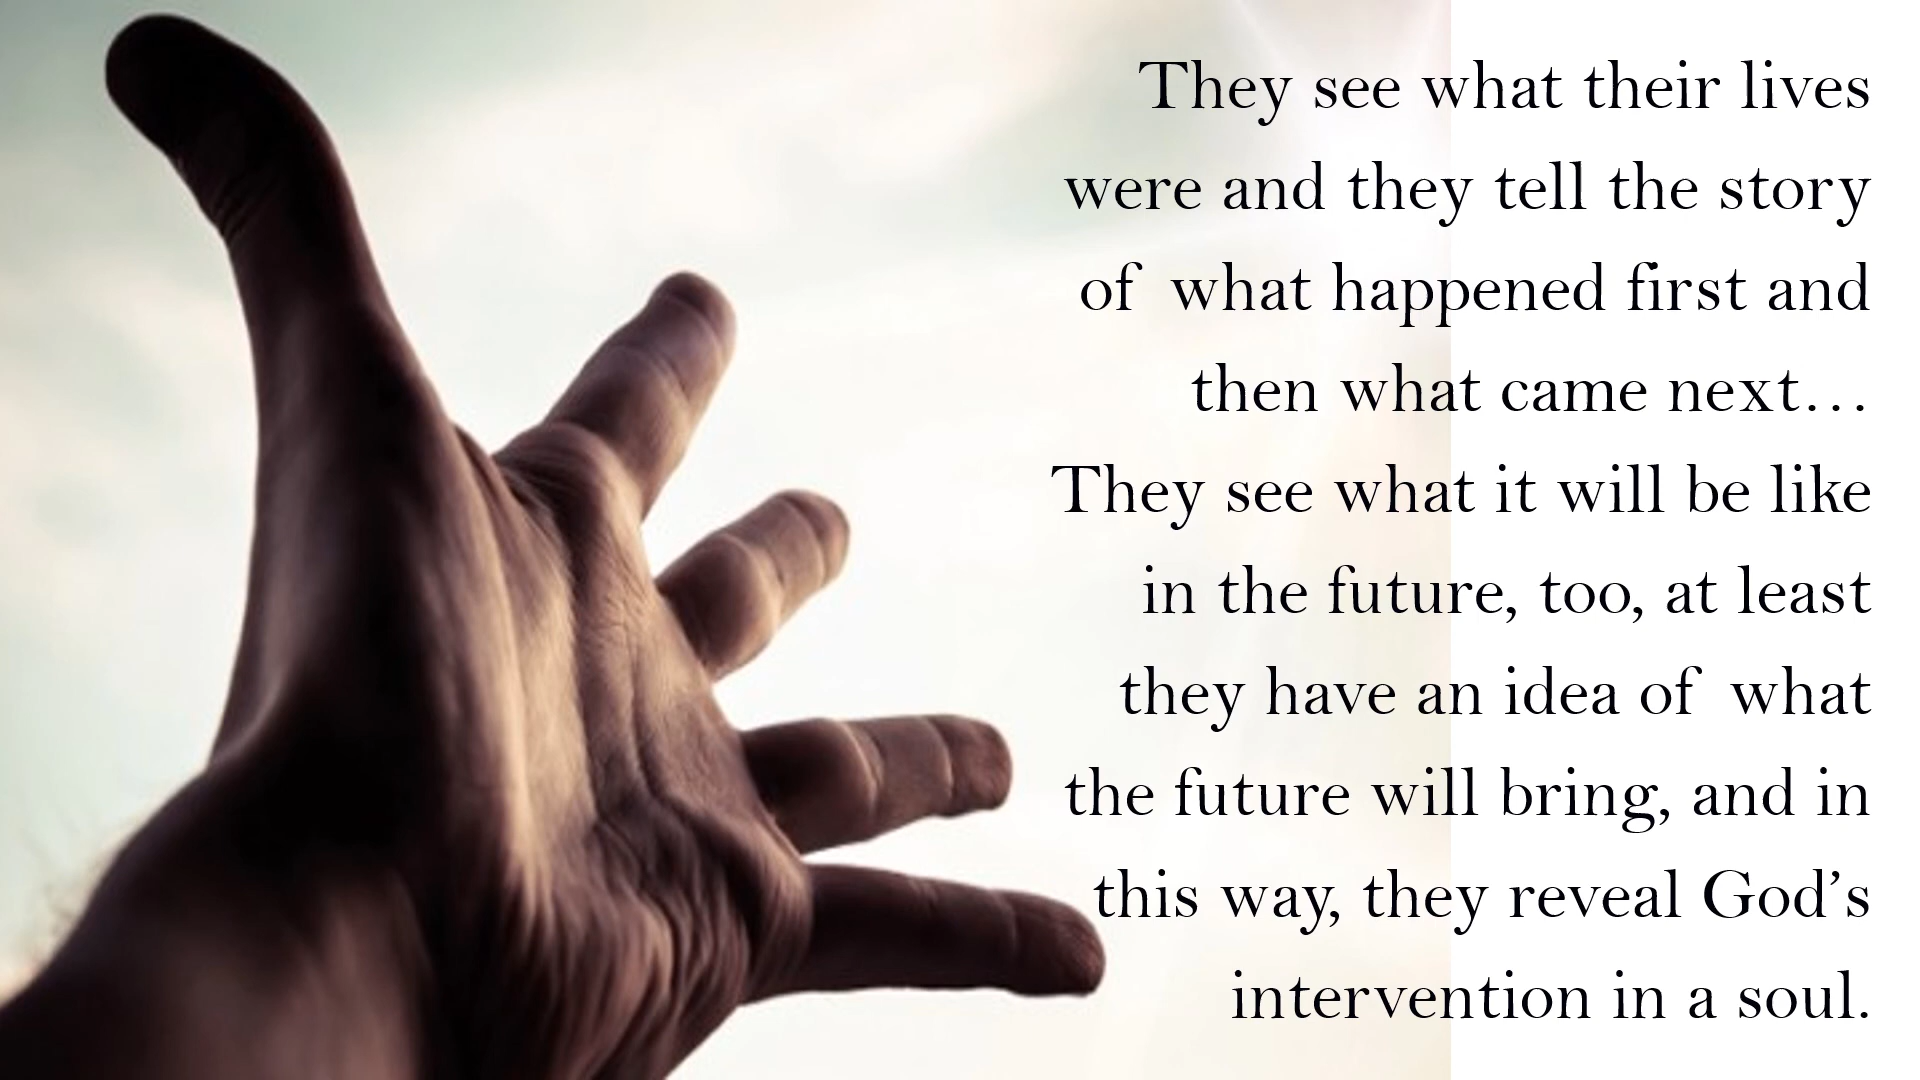 They see what their lives
were and they tell the story
of what happened first and
then what came next…
They see what it will be like
in the future, too, at least
they have an idea of what
the future will bring, and in
this way, they reveal God’s
intervention in a soul.